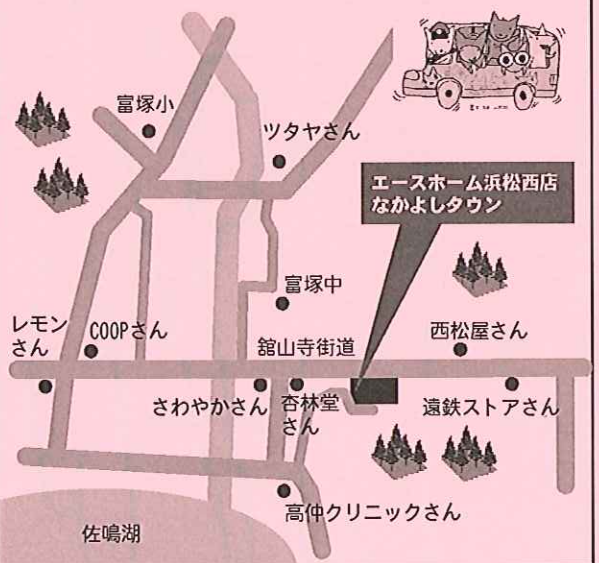 富塚小
ツタヤさん
エースホーム浜松西店
なかよしタウン
富塚中
レモン
さん
COOPさん
舘山寺街道
西松屋さん
さわやかさん
杏林堂
さん
遠鉄ストアさん
高仲クリニックさん
佐鳴湖